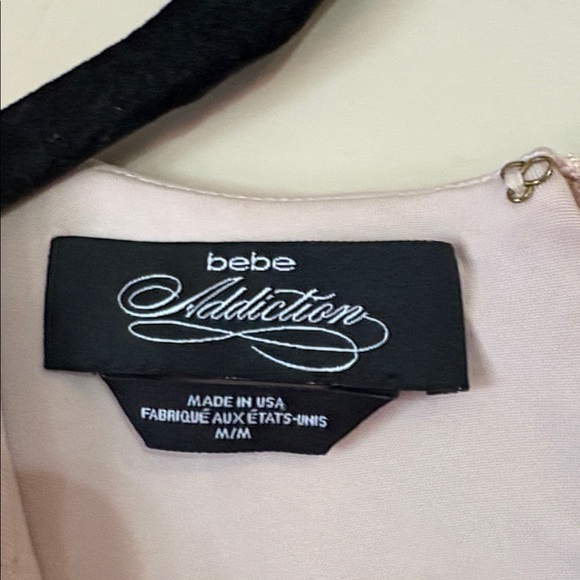 bebe
Addiction
MADE IN USA
FABRIQUÉ AUX ÉTATS-UNIS
M/M